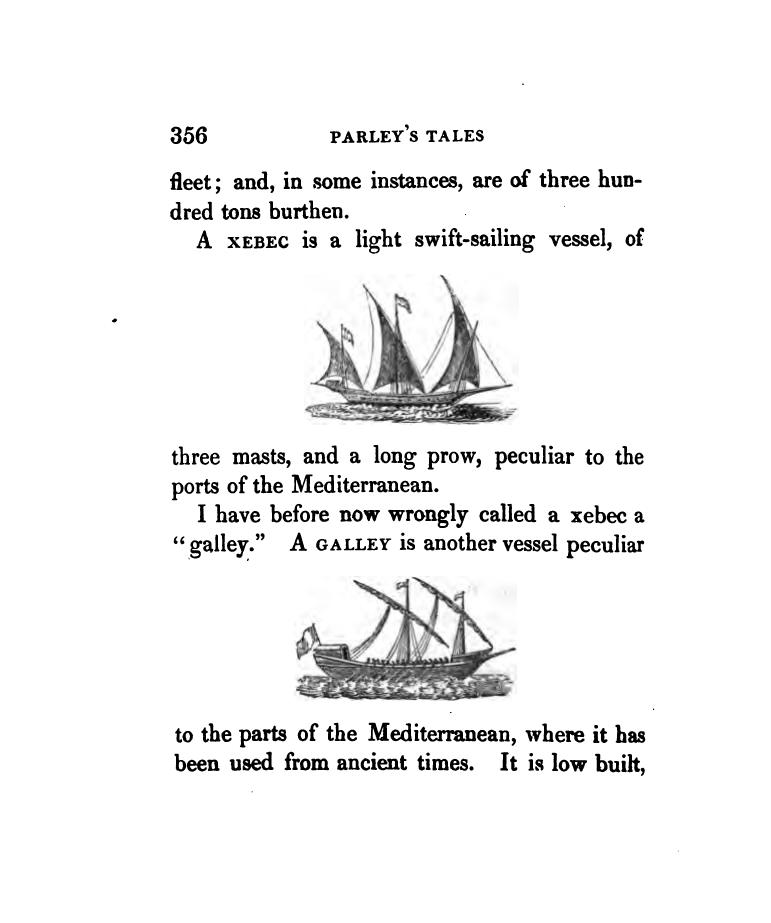 356 PARLEY'S TALES
fleet; and, in some instances, are of three hun-
dred tons burthen.
A XEBEC is a light swift-sailing vessel, of
three masts, and a long prow, peculiar to the
ports of the Mediterranean.
I have before now wrongly called a xebec a
"galley." A GALLEY is another vessel peculiar
to the parts of the Mediterranean, where it has
been used from ancient times. It is low built,